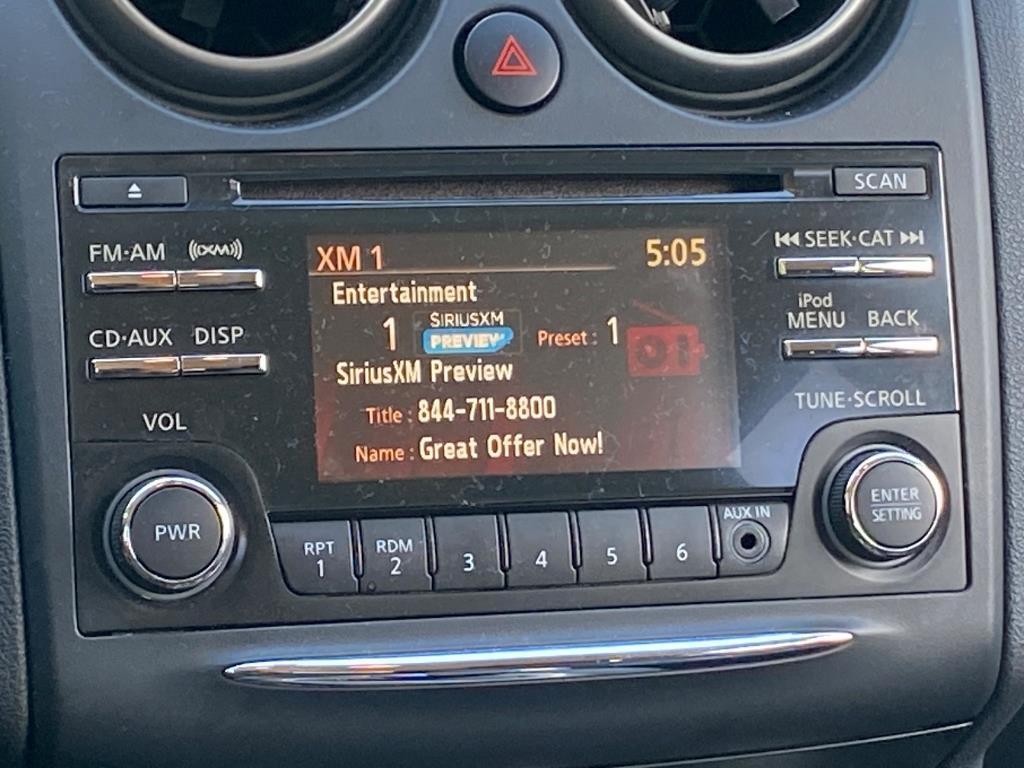 SCAN
FM·AM
((XM))
SEEK·CAT
XM 1
5:05
Entertainment
1
SIRIUSXM
PREVIEW
Preset : 1
01
SiriusXM Preview
Title : 844-711-8800
Name : Great Offer Now!
iPod
MENU
BACK
CD·AUX
DISP
TUNE·SCROLL
VOL
PWR
ENTER
SETTING
RPT
1
RDM
2
3
4
5
6
AUX IN